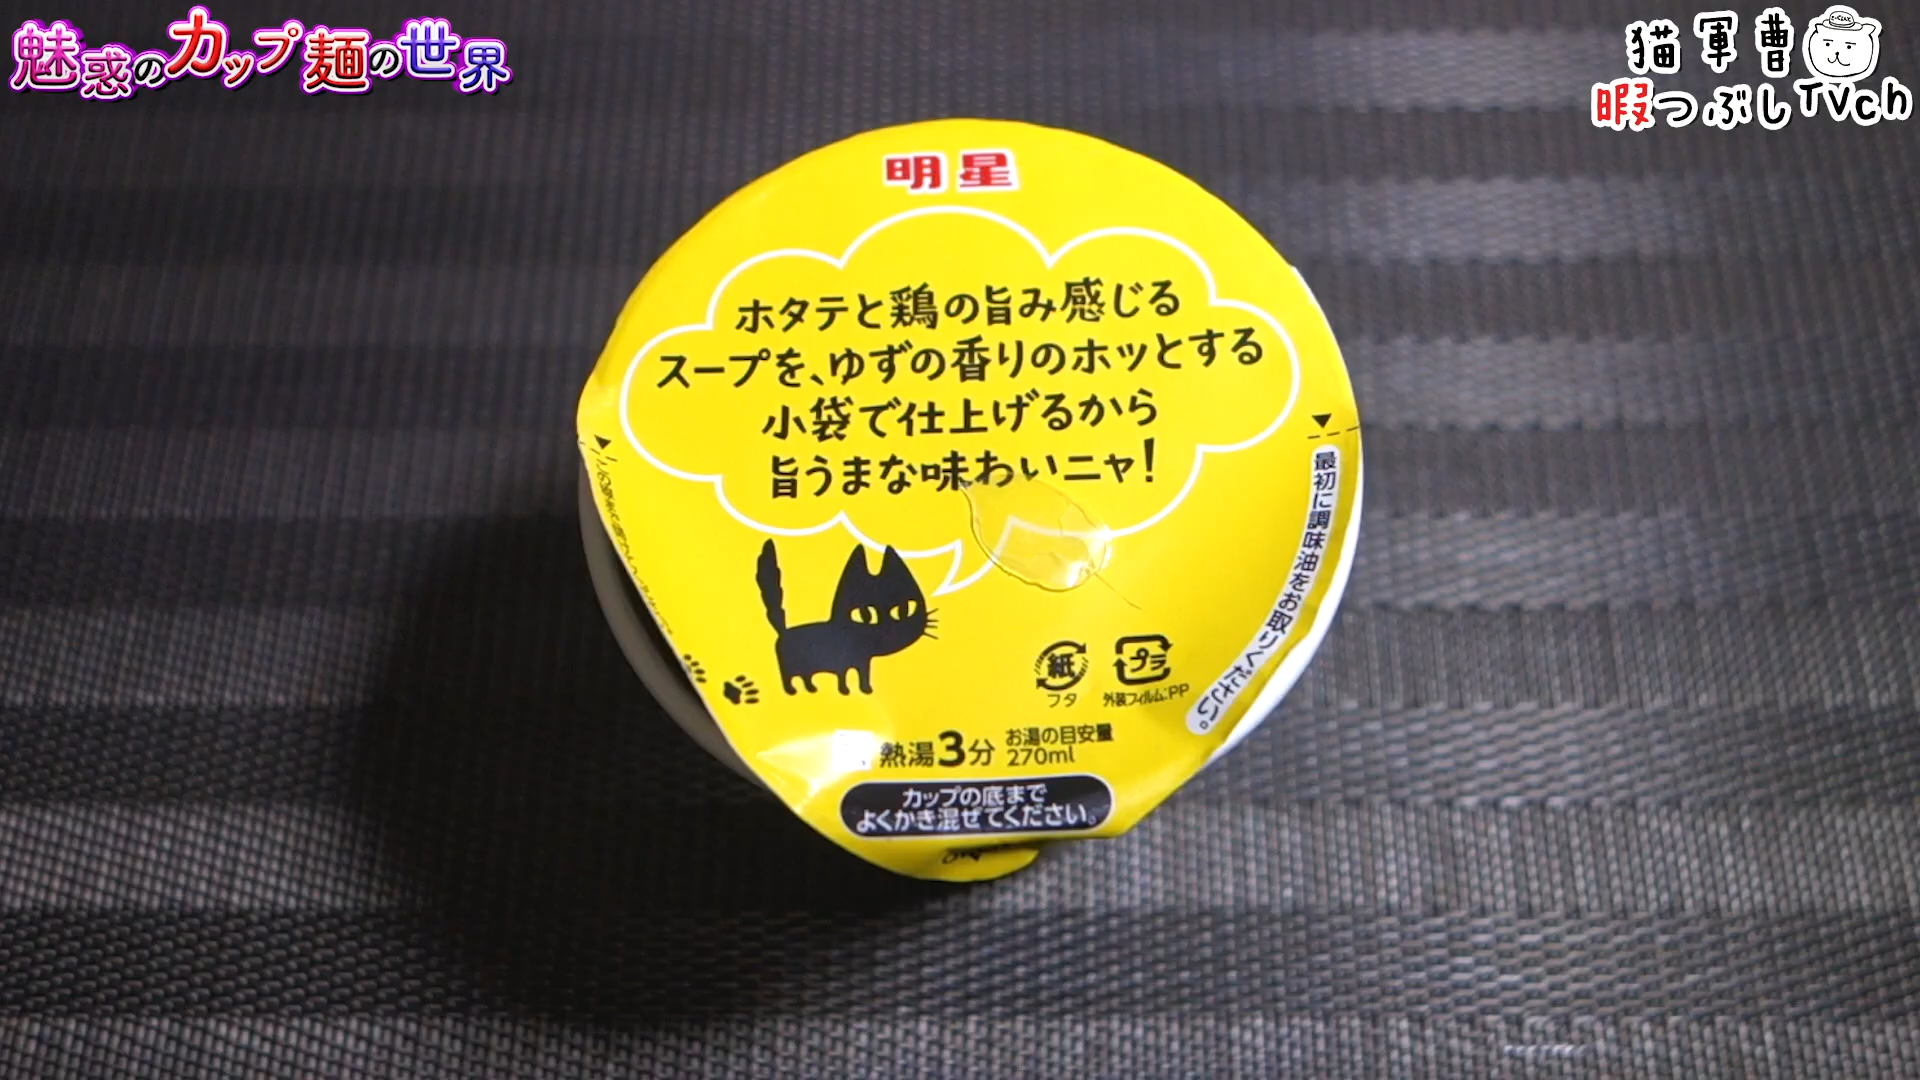 魅惑のカップ麺の世界
猫軍曹
暇つぶしTVch
明星
ホタテと鶏の旨み感じる
スープを、ゆずの香りのホッとする
小袋で仕上げるから
旨うまな味わいニャ!
最初に調味油をお取りください。
紙
フタ
プラ
外装フィルム:PP
熱湯3分
お湯の目安量
270ml
カップの底まで
よくかき混ぜてください。